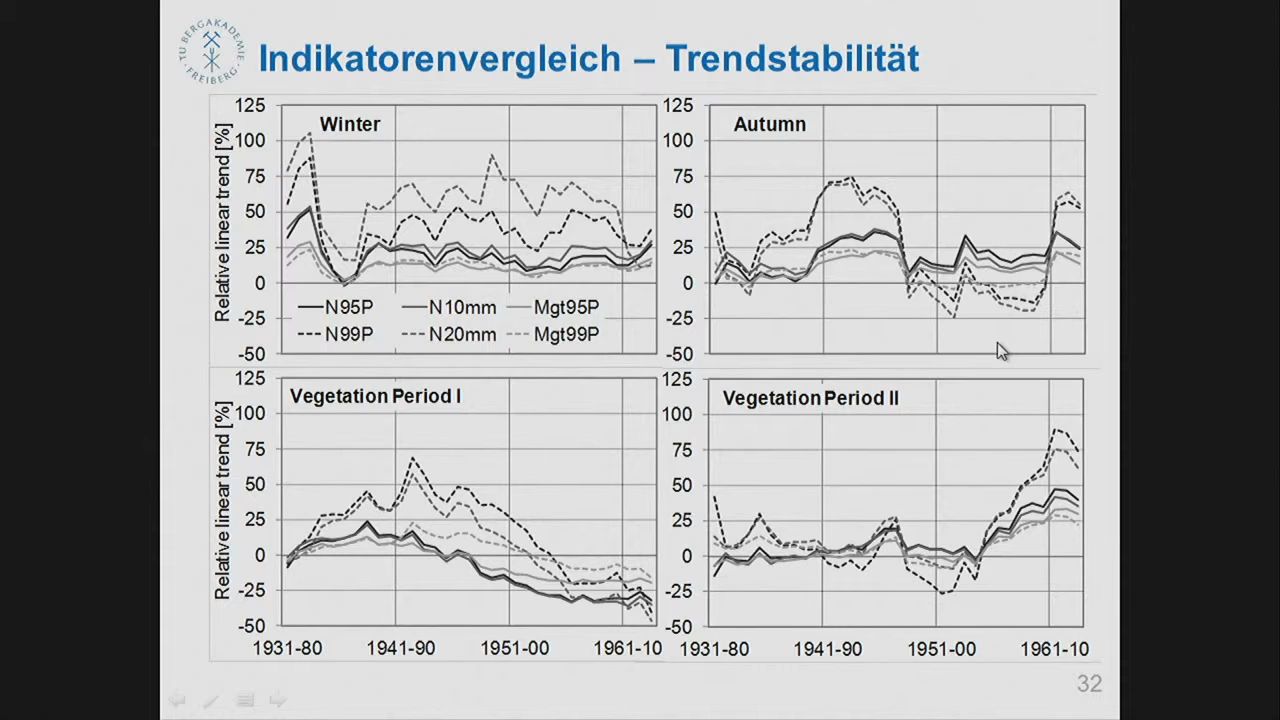 TU BERGAKADEMIE
FREIBERG
Indikatorenvergleich – Trendstabilität
Relative linear trend [%]
125
100
75
50
25
0
-25
-50
Winter
N95P
N10mm
Mgt95P
N99P
N20mm
Mgt99P
125
100
75
50
25
0
-25
-50
Autumn
Relative linear trend [%]
125
100
75
50
25
0
-25
-50
Vegetation Period I
1931-80
1941-90
1951-00
1961-10
125
100
75
50
25
0
-25
-50
Vegetation Period II
1931-80
1941-90
1951-00
1961-10
32